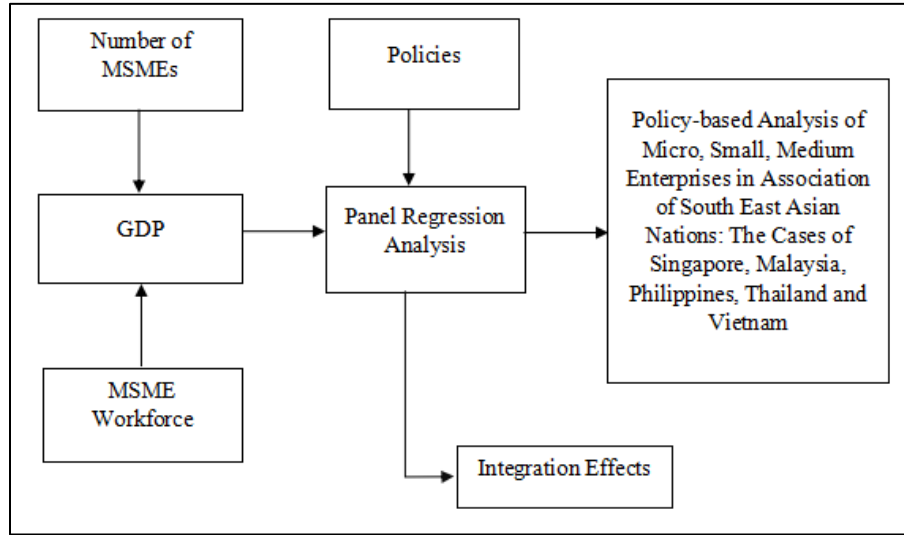 Number of
MSMEs
Policies
Policy-based Analysis of
Micro, Small, Medium
Enterprises in Association
of South East Asian
Nations: The Cases of
Singapore, Malaysia,
Philippines, Thailand and
Vietnam
GDP
Panel Regression
Analysis
MSME
Workforce
Integration Effects